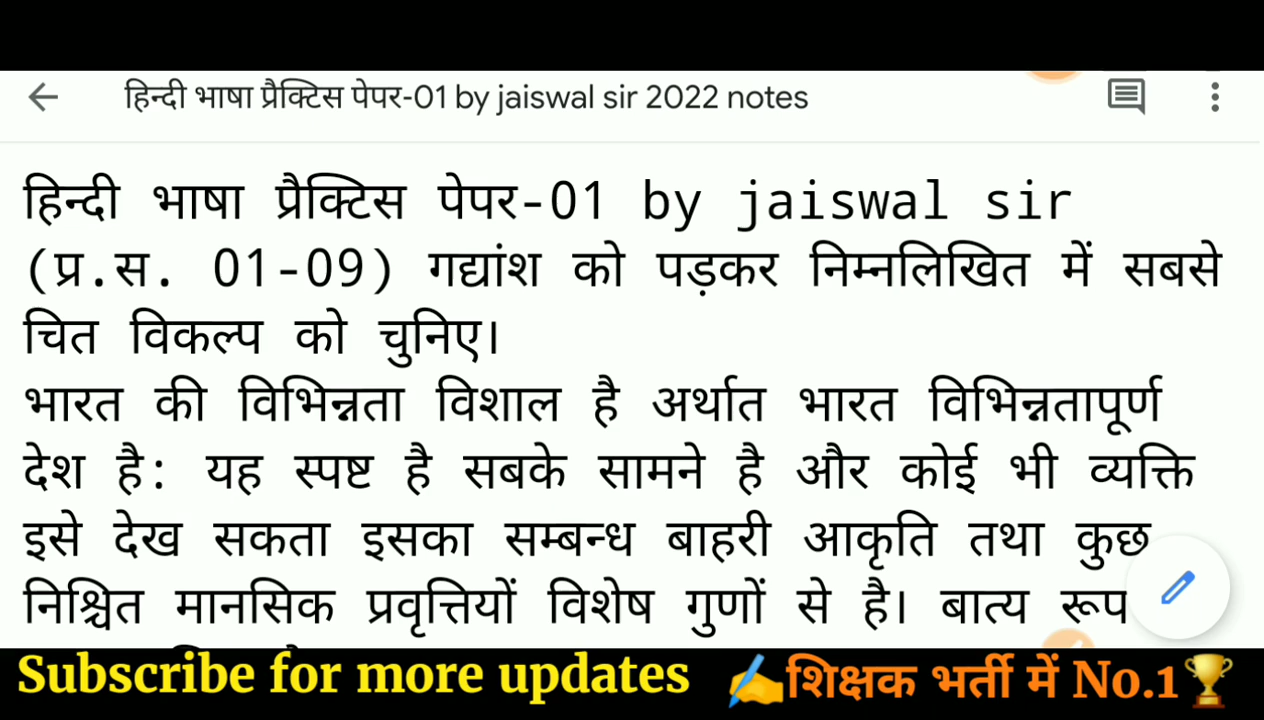 हिन्दी भाषा प्रैक्टिस पेपर-01 by jaiswal sir 2022 notes
हिन्दी भाषा प्रैक्टिस पेपर-01 by jaiswal sir
(प्र.स. 01-09) गद्यांश को पड़कर निम्नलिखित में सबसे
चित विकल्प को चुनिए।
भारत की विभिन्नता विशाल है अर्थात भारत विभिन्नतापूर्ण
देश है: यह स्पष्ट है सबके सामने है और कोई भी व्यक्ति
इसे देख सकता इसका सम्बन्ध बाहरी आकृति तथा कुछ
निश्चित मानसिक प्रवृत्तियों विशेष गुणों से है। बात्य रूप
Subscribe for more updates ✍️शिक्षक भर्ती में No.1🏆